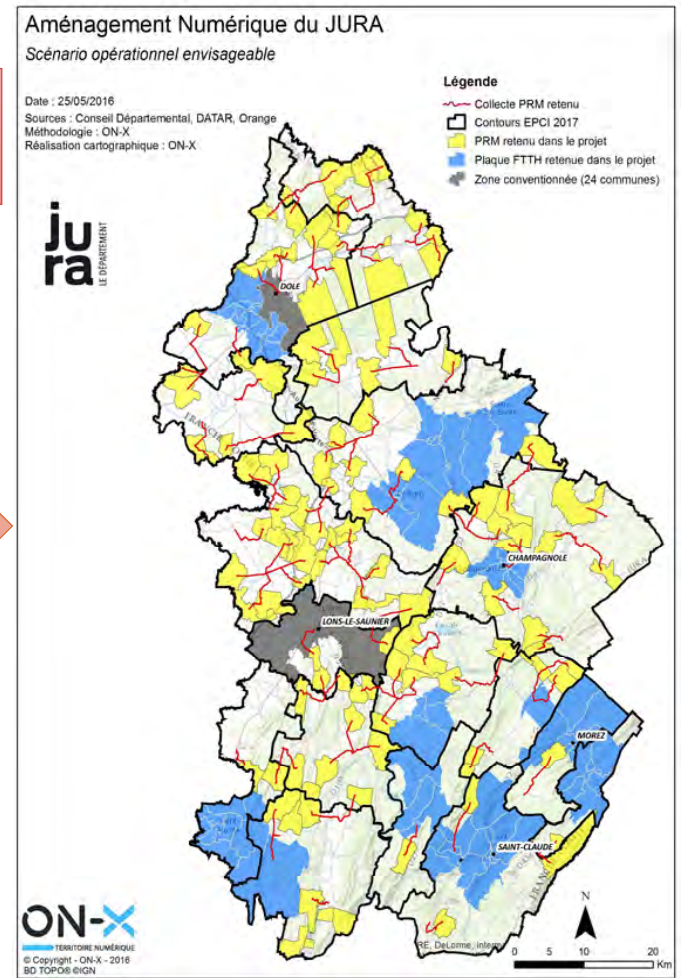 Aménagement Numérique du JURA
Scénario opérationnel envisageable
Date : 25/05/2016
Sources : Conseil Départemental, DATAR, Orange
Méthodologie : ON-X
Réalisation cartographique : ON-X
Légende
Collecte PRM retenu
Contours EPCI 2017
PRM retenu dans le projet
Plaque FTTH retenue dans le projet
Zone conventionnée (24 communes)
jura
LE DÉPARTEMENT
DOLE
CHAMPAGNOLE
LONS-LE-SAUNIER
MOREZ
SAINT-CLAUDE
N
ON-X
TERRITOIRE NUMÉRIQUE
© Copyright - ON-X - 2016
BD TOPO® ©IGN
RE, DeLorme, Interm
0 5 10 20
Km